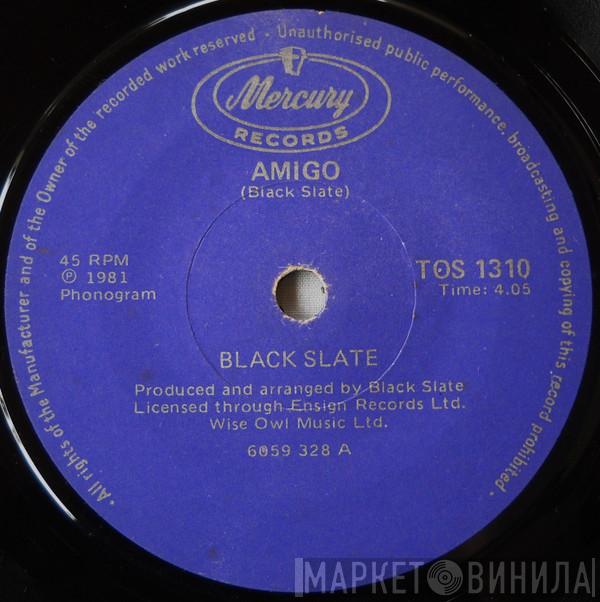 · All rights of the Manufacturer and of the Owner of the recorded work reserved · Unauthorised public performance, broadcasting and copying of this record prohibited ·
Mercury
RECORDS
AMIGO
(Black Slate)
45 RPM
℗ 1981
Phonogram
TOS 1310
Time: 4.05
BLACK SLATE
Produced and arranged by Black Slate
Licensed through Ensign Records Ltd.
Wise Owl Music Ltd.
6059 328 A
МАРКЕТ ВИНИЛА